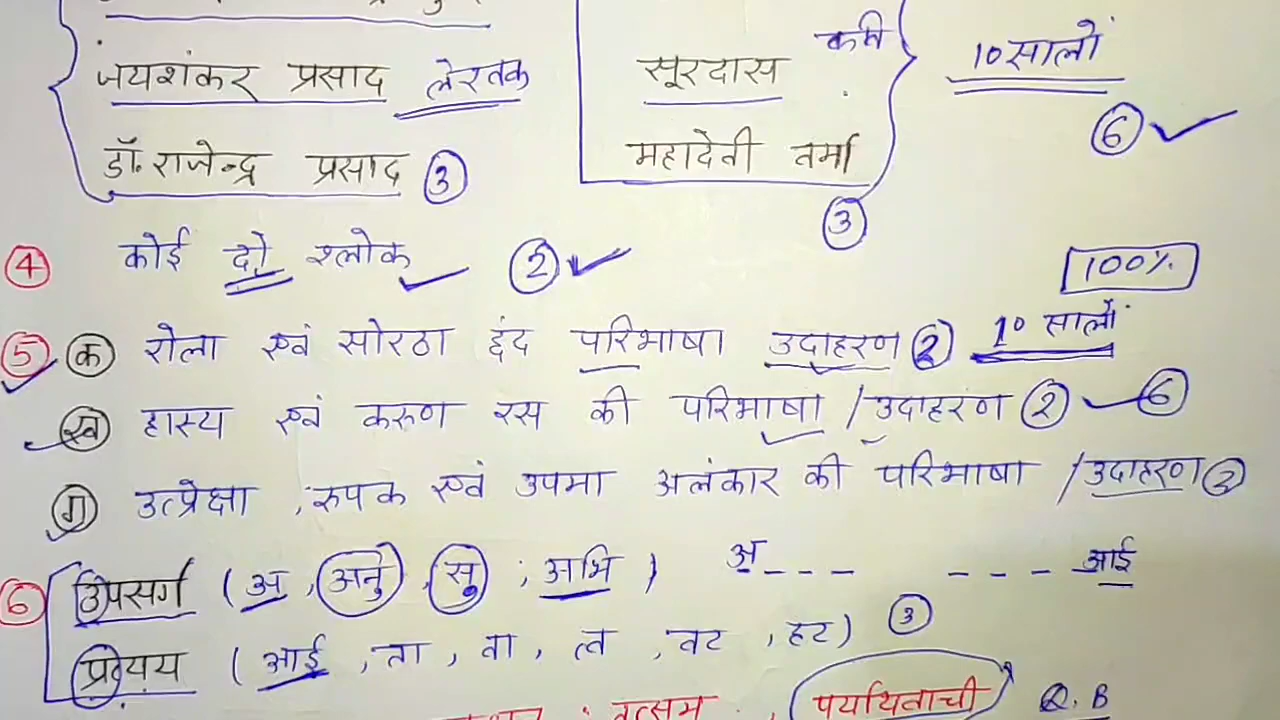 जयशंकर प्रसाद लेखक सूरदास कवि 10 सालों
डॉ. राजेन्द्र प्रसाद ③ महादेवी वर्मा ③ ⑥
④ कोई दो श्लोक ② 100%
⑤ क रोला एवं सोरठा छंद परिभाषा उदाहरण ② 10 सालों
ख हास्य एवं करुण रस की परिभाषा / उदाहरण ② ⑥
ग उत्प्रेक्षा, रुपक एवं उपमा अलंकार की परिभाषा / उदाहरण ②
⑥ उपसर्ग (अ, अनु, सु, अभि) अ--- ---आई
प्रत्यय (आई, ता, वा, त्व, वट, हट) ③
तत्सम, पर्यायवाची Q.B